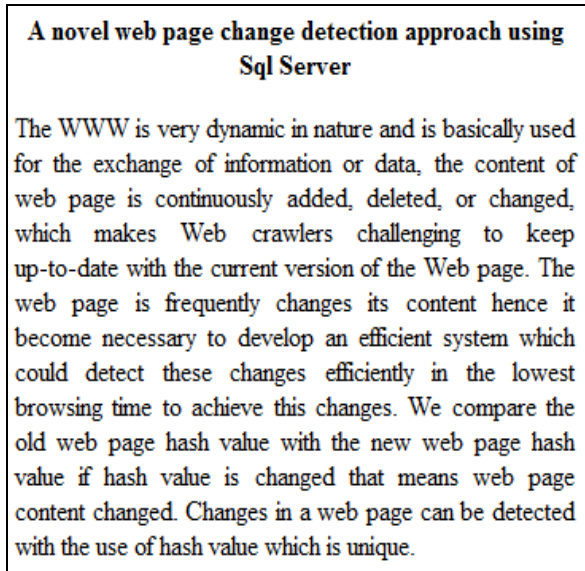 A novel web page change detection approach using
Sql Server
The WWW is very dynamic in nature and is basically used
for the exchange of information or data, the content of
web page is continuously added, deleted, or changed,
which makes Web crawlers challenging to keep
up-to-date with the current version of the Web page. The
web page is frequently changes its content hence it
become necessary to develop an efficient system which
could detect these changes efficiently in the lowest
browsing time to achieve this changes. We compare the
old web page hash value with the new web page hash
value if hash value is changed that means web page
content changed. Changes in a web page can be detected
with the use of hash value which is unique.